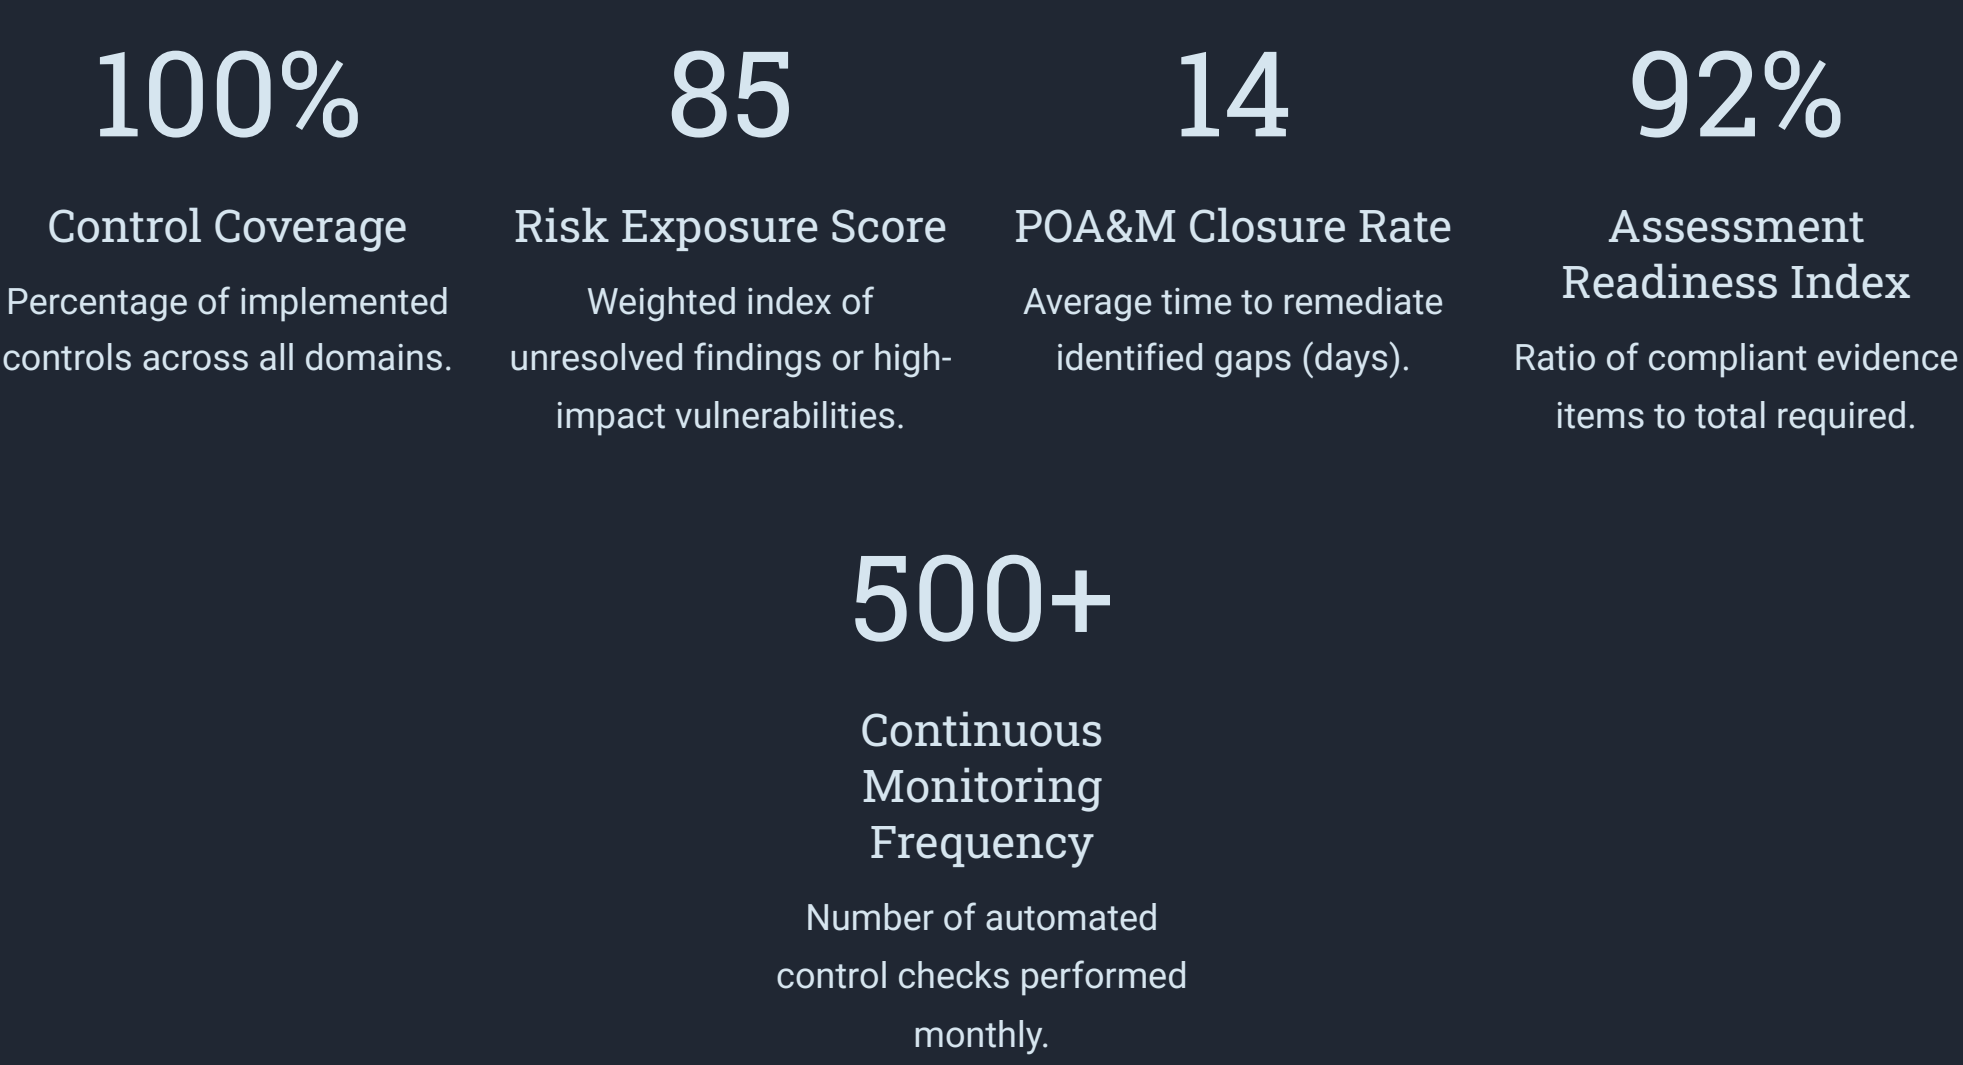 100%
Control Coverage
Percentage of implemented
controls across all domains.
85
Risk Exposure Score
Weighted index of
unresolved findings or high-
impact vulnerabilities.
14
POA&M Closure Rate
Average time to remediate
identified gaps (days).
92%
Assessment
Readiness Index
Ratio of compliant evidence
items to total required.
500+
Continuous
Monitoring
Frequency
Number of automated
control checks performed
monthly.